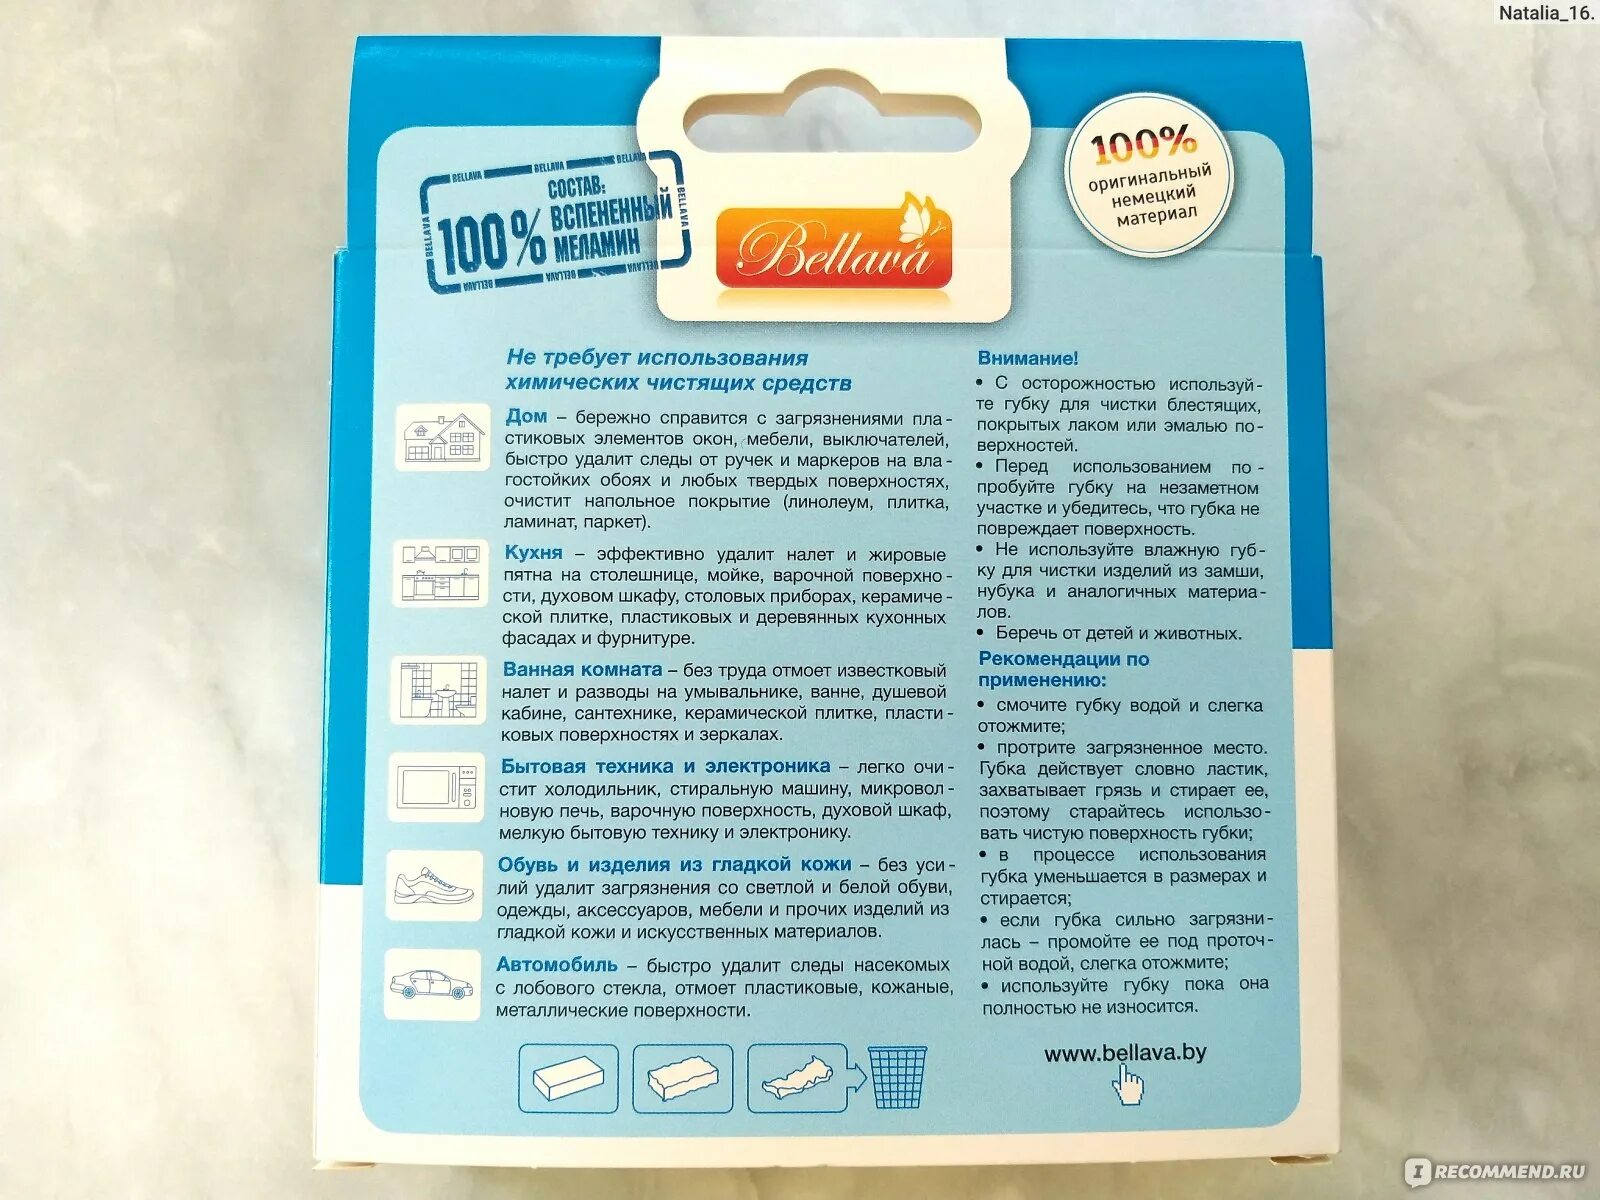 Natalia_16.
BELLAVA BELLAVA BELLAVA
BELLAVA
BELLAVA
СОСТАВ:
100% ВСПЕНЕННЫЙ
МЕЛАМИН
BELLAVA BELLAVA BELLAVA
Bellava
100%
оригинальный
немецкий
материал
Не требует использования
химических чистящих средств
Дом – бережно справится с загрязнениями пла-
стиковых элементов окон, мебели, выключателей,
быстро удалит следы от ручек и маркеров на вла-
гостойких обоях и любых твердых поверхностях,
очистит напольное покрытие (линолеум, плитка,
ламинат, паркет).
Кухня – эффективно удалит налет и жировые
пятна на столешнице, мойке, варочной поверхно-
сти, духовом шкафу, столовых приборах, керамиче-
ской плитке, пластиковых и деревянных кухонных
фасадах и фурнитуре.
Ванная комната – без труда отмоет известковый
налет и разводы на умывальнике, ванне, душевой
кабине, сантехнике, керамической плитке, пласти-
ковых поверхностях и зеркалах.
Бытовая техника и электроника – легко очи-
стит холодильник, стиральную машину, микровол-
новую печь, варочную поверхность, духовой шкаф,
мелкую бытовую технику и электронику.
Обувь и изделия из гладкой кожи – без уси-
лий удалит загрязнения со светлой и белой обуви,
одежды, аксессуаров, мебели и прочих изделий из
гладкой кожи и искусственных материалов.
Автомобиль – быстро удалит следы насекомых
с лобового стекла, отмоет пластиковые, кожаные,
металлические поверхности.
Внимание!
• С осторожностью используй-
те губку для чистки блестящих,
покрытых лаком или эмалью по-
верхностей.
• Перед использованием по-
пробуйте губку на незаметном
участке и убедитесь, что губка не
повреждает поверхность.
• Не используйте влажную губ-
ку для чистки изделий из замши,
нубука и аналогичных материа-
лов.
• Беречь от детей и животных.
Рекомендации по
применению:
• смочите губку водой и слегка
отожмите;
• протрите загрязненное место.
Губка действует словно ластик,
захватывает грязь и стирает ее,
поэтому старайтесь использо-
вать чистую поверхность губки;
• в процессе использования
губка уменьшается в размерах и
стирается;
• если губка сильно загрязни-
лась – промойте ее под проточ-
ной водой, слегка отожмите;
• используйте губку пока она
полностью не износится.
www.bellava.by
IRECOMMEND.RU